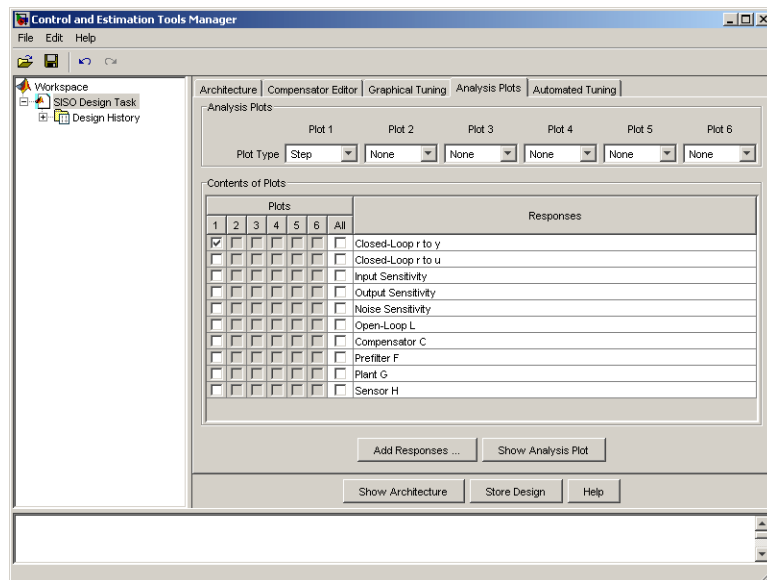 Control and Estimation Tools Manager
File Edit Help
Workspace
SISO Design Task
Design History
Architecture Compensator Editor Graphical Tuning Analysis Plots Automated Tuning
Analysis Plots
Plot 1 Plot 2 Plot 3 Plot 4 Plot 5 Plot 6
Plot Type Step None None None None None
Contents of Plots
Plots Responses
1 2 3 4 5 6 All
Closed-Loop r to y
Closed-Loop r to u
Input Sensitivity
Output Sensitivity
Noise Sensitivity
Open-Loop L
Compensator C
Prefilter F
Plant G
Sensor H
Add Responses ... Show Analysis Plot
Show Architecture Store Design Help